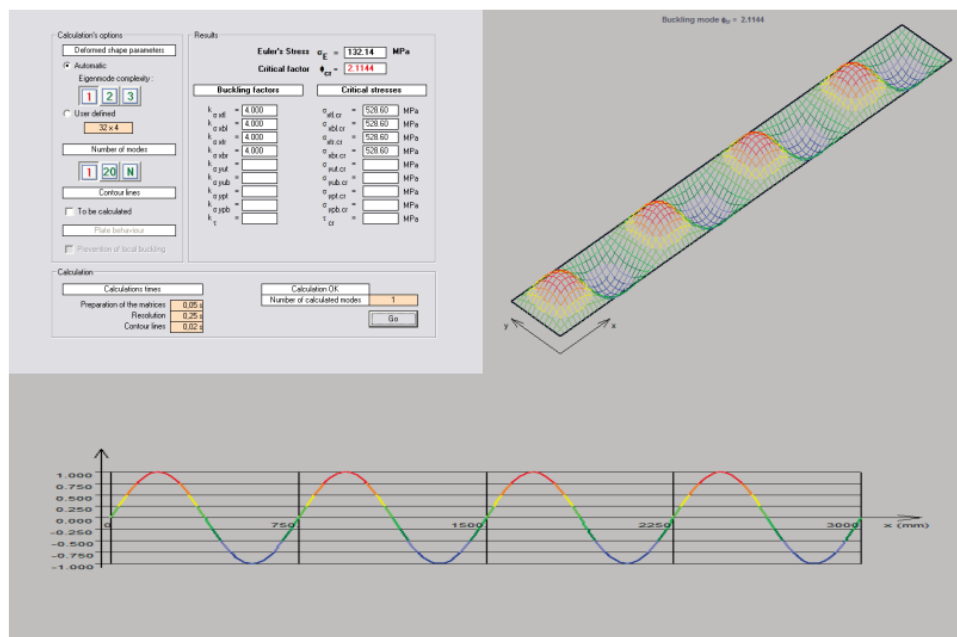 Buckling mode ϕcr = 2.1144
Calculation's options
Deformed shape parameters
Automatic
Eigenmode complexity :
1 2 3
User defined
32 x 4
Number of modes
1 20 N
Contour lines
To be calculated
Plate behaviour
Prevention of local buckling
Results
Euler's Stress σE = 132.14 MPa
Critical factor ϕcr = 2.1144
Buckling factors
Critical stresses
kσxtl = 4.000
σxtl.cr = 528.60 MPa
kσxbl = 4.000
σxbl.cr = 528.60 MPa
kσxtr = 4.000
σxtr.cr = 528.60 MPa
kσxbr = 4.000
σxbr.cr = 528.60 MPa
kσyut =
σyut.cr = MPa
kσyub =
σyub.cr = MPa
kσypt =
σypt.cr = MPa
kσypb =
σypb.cr = MPa
kτ =
τcr = MPa
Calculation
Calculations times
Preparation of the matrices 0,05 s
Resolution 0,25 s
Contour lines 0,02 s
Calculation OK
Number of calculated modes 1
Go
y
x
1.000
0.750
0.500
0.250
0.000
-0.250
-0.500
-0.750
-1.000
0 750 1500 2250 3000 x (mm)